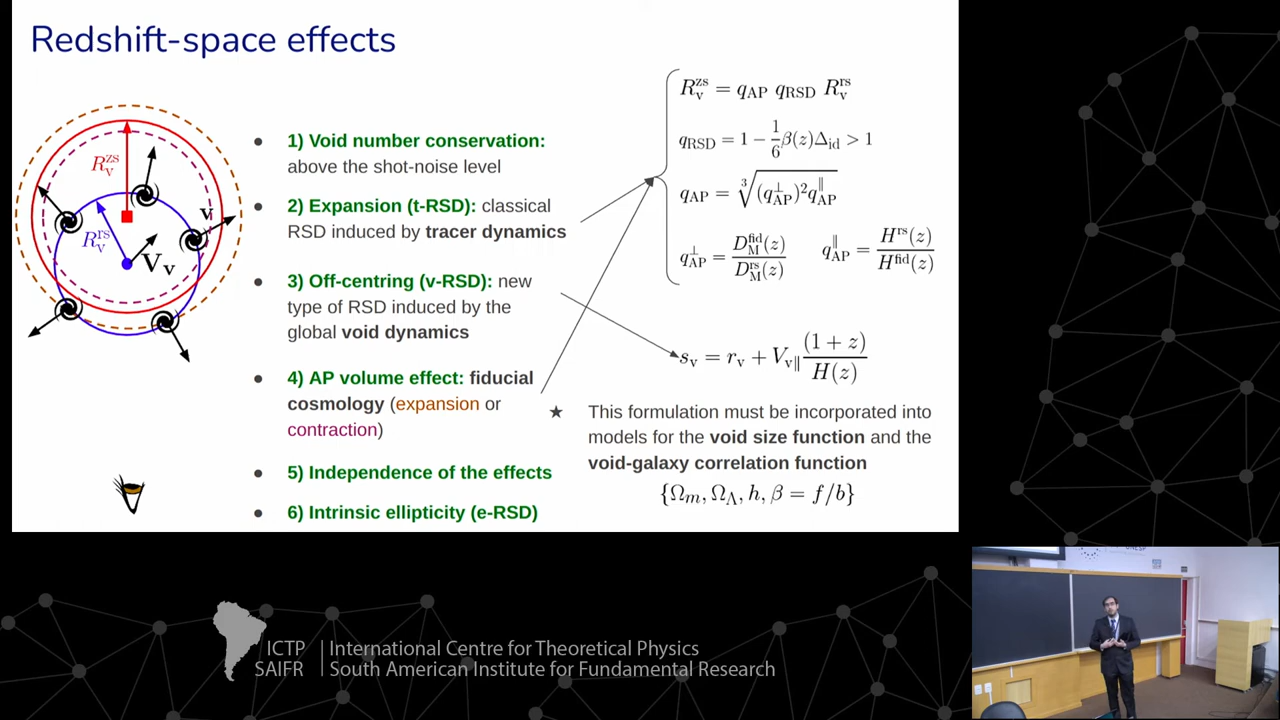 Redshift-space effects
R_v^zs
R_v^rs
v
V_v
1) Void number conservation:
above the shot-noise level
2) Expansion (t-RSD): classical
RSD induced by tracer dynamics
3) Off-centring (v-RSD): new
type of RSD induced by the
global void dynamics
4) AP volume effect: fiducial
cosmology (expansion or
contraction)
5) Independence of the effects
6) Intrinsic ellipticity (e-RSD)
R_v^zs = q_AP q_RSD R_v^rs
q_RSD = 1 − 1/6 β(z)Δ_id > 1
q_AP = ∛((q_AP^⊥)² q_AP^∥)
q_AP^⊥ = D_M^fid(z) / D_M^rs(z) q_AP^∥ = H^rs(z) / H^fid(z)
s_v = r_v + V_v∥ (1 + z) / H(z)
★ This formulation must be incorporated into
models for the void size function and the
void-galaxy correlation function
{Ω_m, Ω_Λ, h, β = f/b}
ICTP | International Centre for Theoretical Physics
SAIFR | South American Institute for Fundamental Research